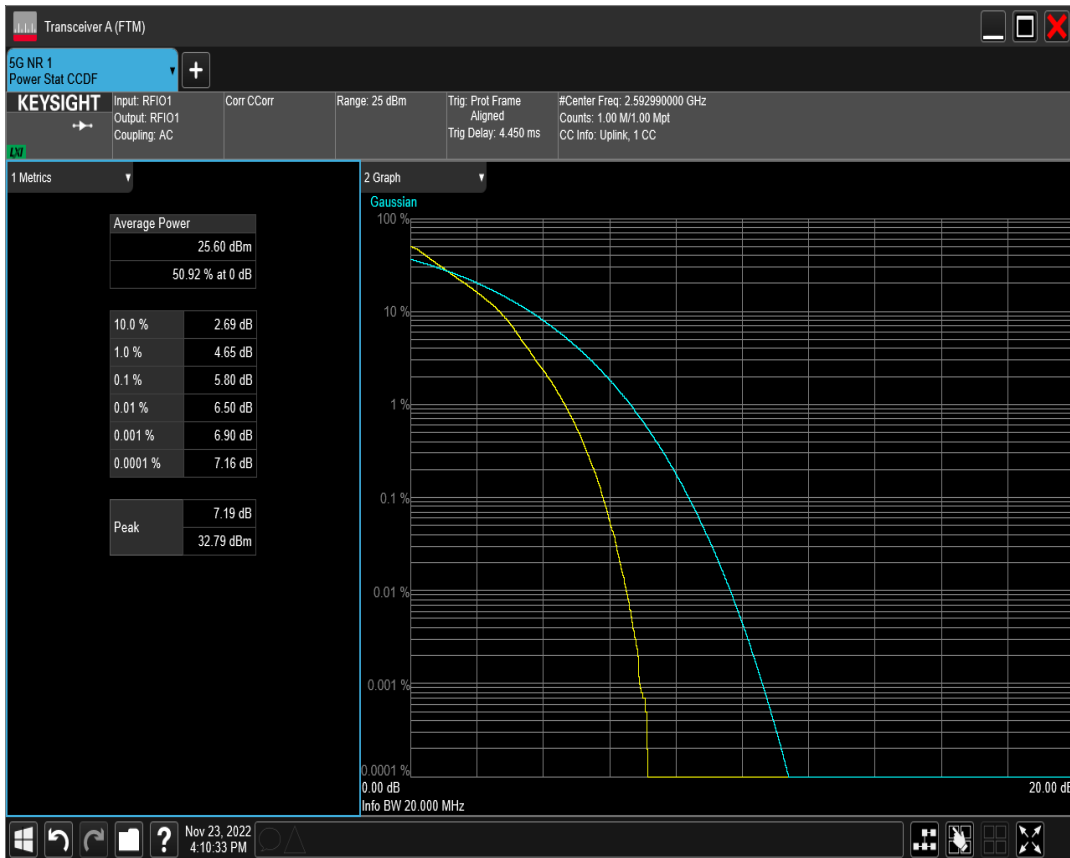 Transceiver A (FTM)
5G NR 1
Power Stat CCDF
+
KEYSIGHT
LXI
Input: RFIO1
Output: RFIO1
Coupling: AC
Corr CCorr
Range: 25 dBm
Trig: Prot Frame
Aligned
Trig Delay: 4.450 ms
#Center Freq: 2.592990000 GHz
Counts: 1.00 M/1.00 Mpt
CC Info: Uplink, 1 CC
1 Metrics
Average Power
25.60 dBm
50.92 % at 0 dB
10.0 % 2.69 dB
1.0 % 4.65 dB
0.1 % 5.80 dB
0.01 % 6.50 dB
0.001 % 6.90 dB
0.0001 % 7.16 dB
Peak
7.19 dB
32.79 dBm
2 Graph
Gaussian
100 %
10 %
1 %
0.1 %
0.01 %
0.001 %
0.0001 %
0.00 dB 20.00 dB
Info BW 20.000 MHz
?
Nov 23, 2022
4:10:33 PM